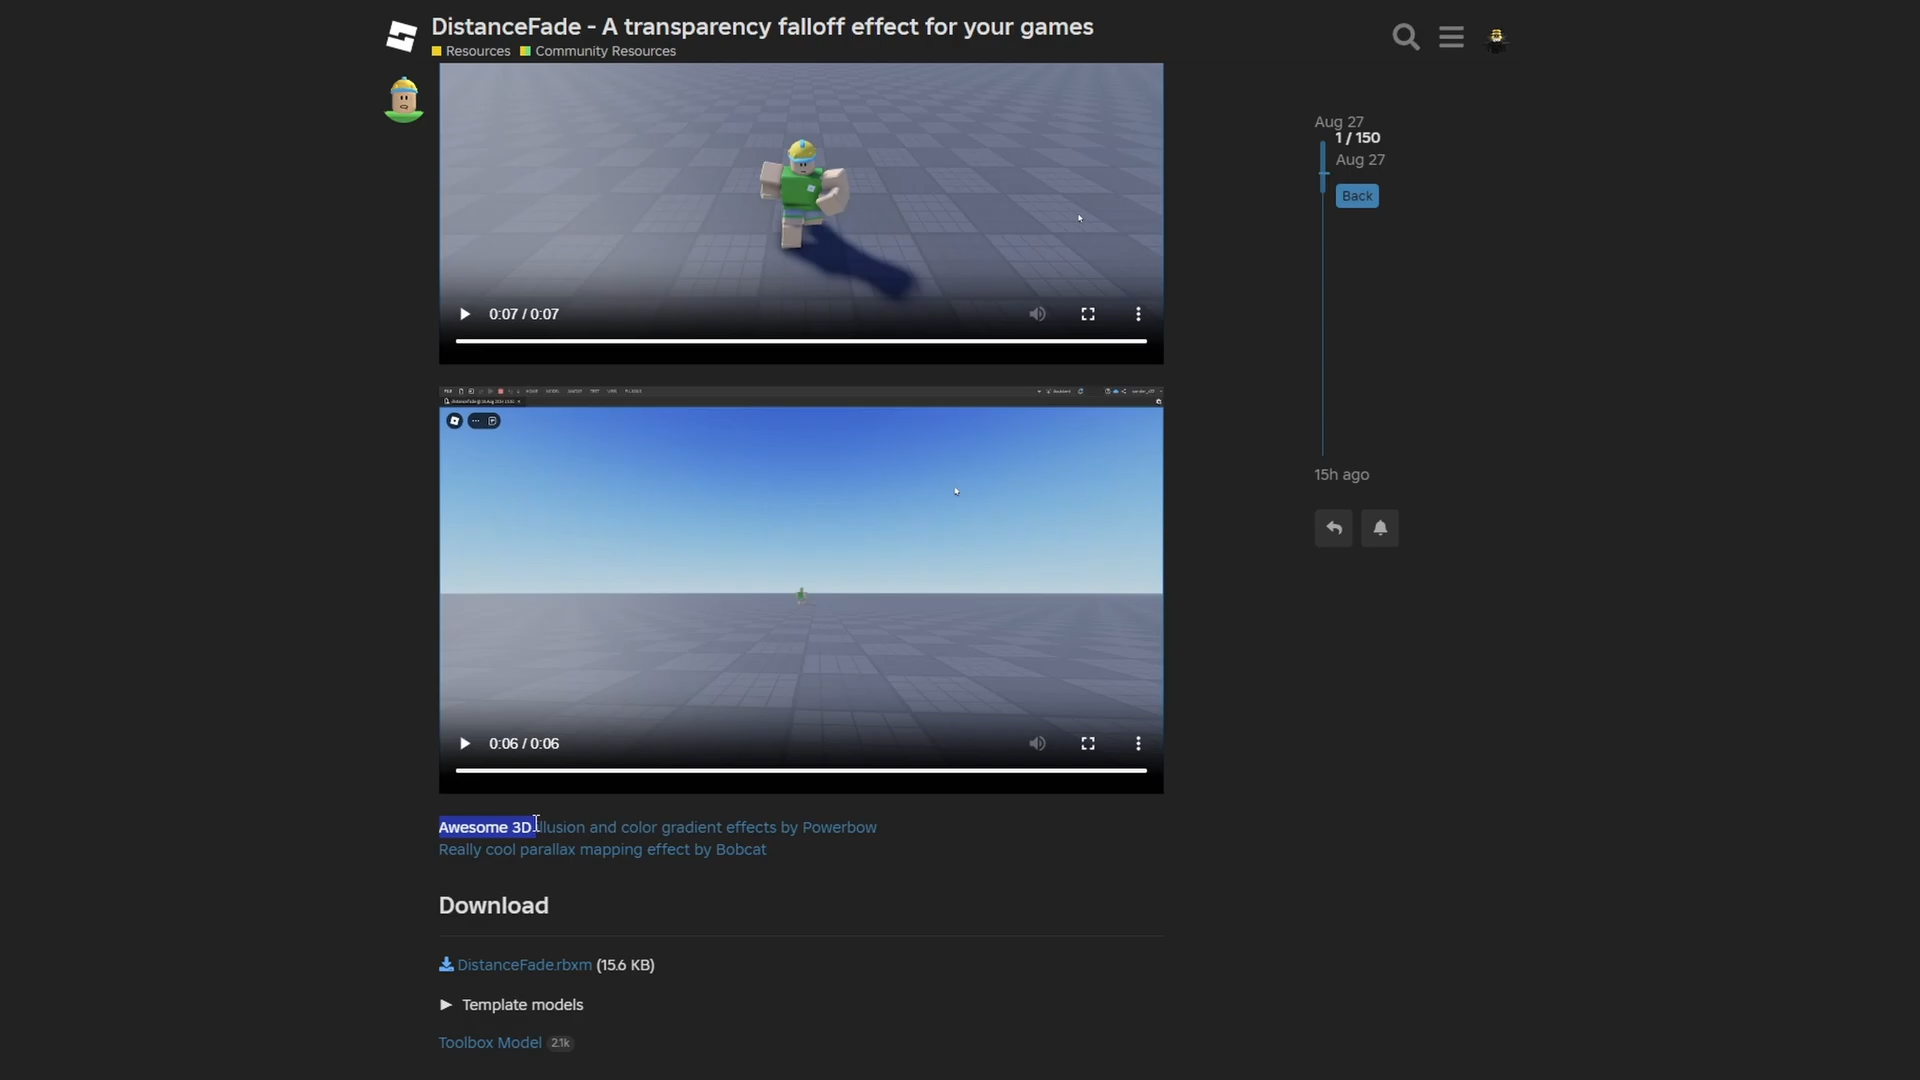 DistanceFade - A transparency falloff effect for your games
Resources Community Resources
Aug 27
1 / 150
Aug 27
Back
0:07 / 0:07
15h ago
0:06 / 0:06
Awesome 3D illusion and color gradient effects by Powerbow
Really cool parallax mapping effect by Bobcat
Download
DistanceFade.rbxm (15.6 KB)
Template models
Toolbox Model 2.1k